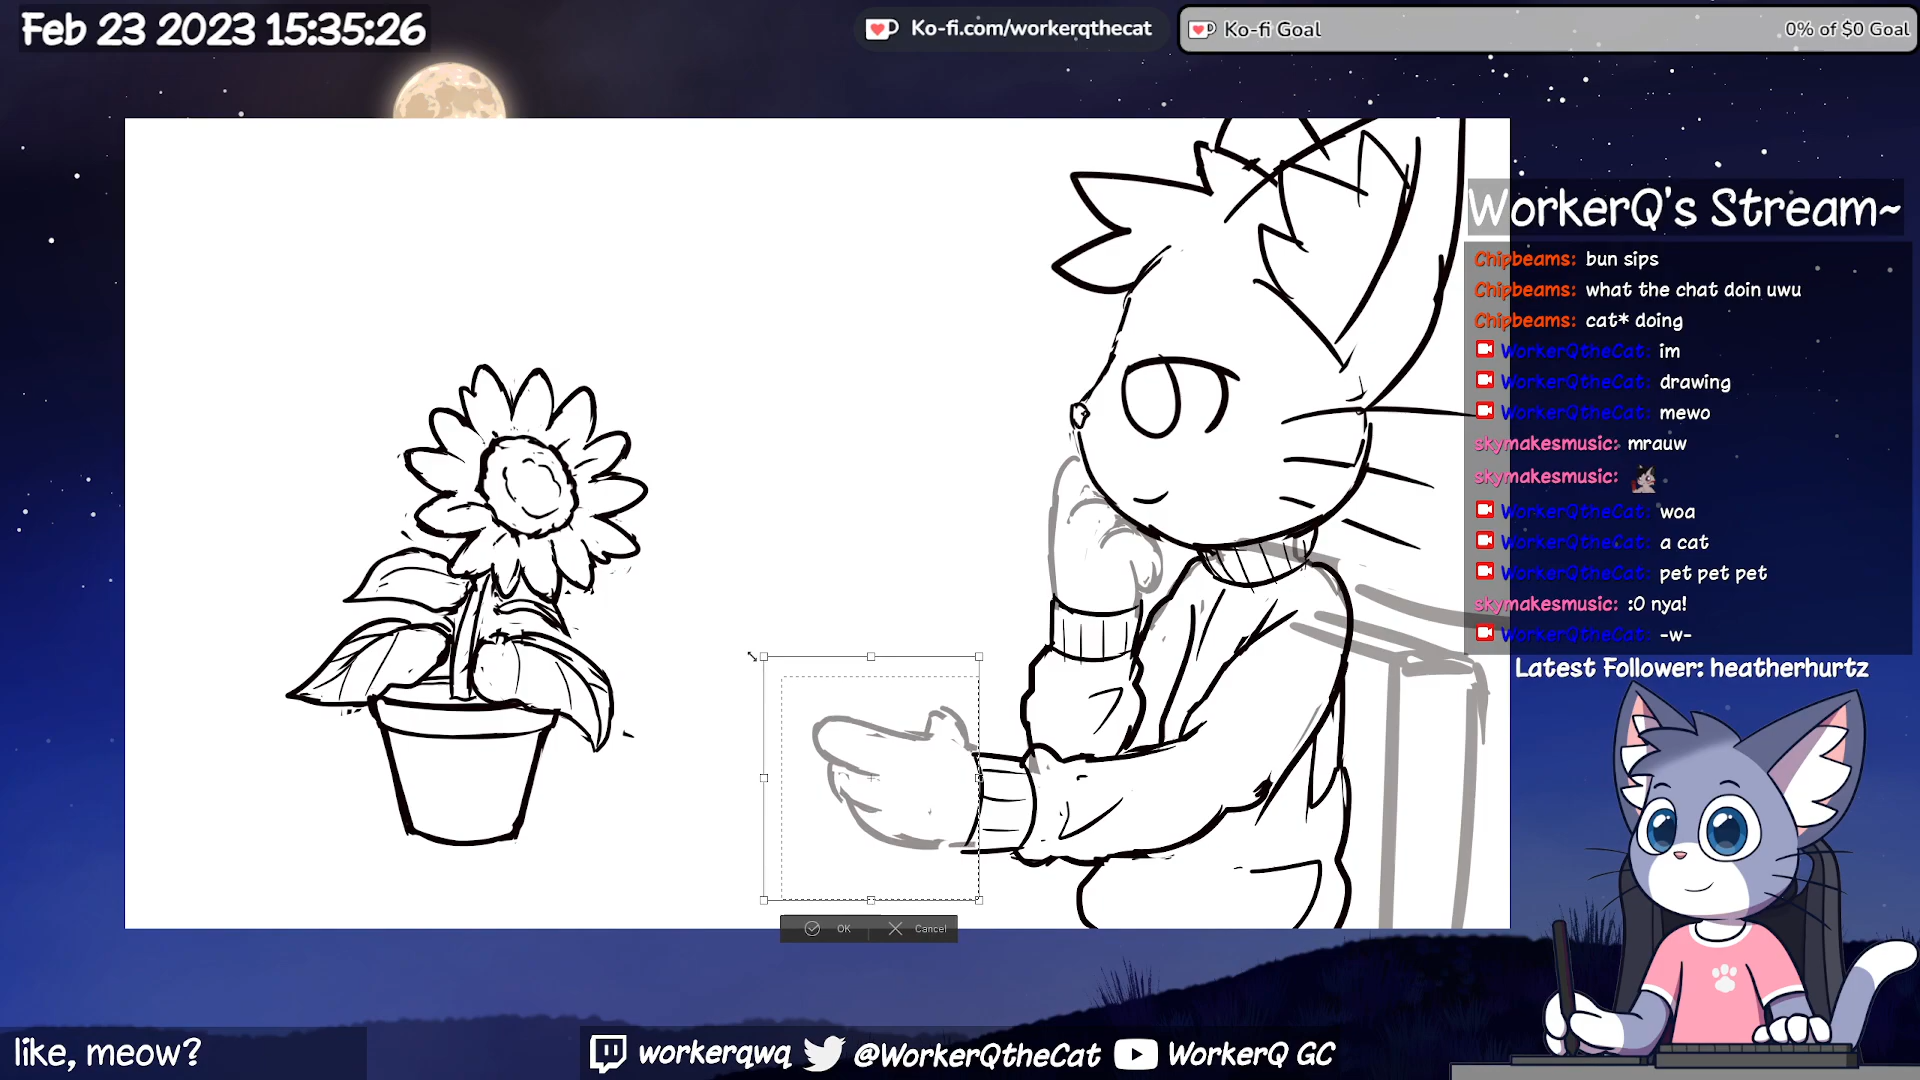 Feb 23 2023 15:35:26
Ko-fi.com/workerqthecat
Ko-fi Goal
0% of $0 Goal
WorkerQ's Stream~
Chipbeams: bun sips
Chipbeams: what the chat doin uwu
Chipbeams: cat* doing
WorkerQtheCat: im
WorkerQtheCat: drawing
WorkerQtheCat: mewo
skymakesmusic: mrauw
skymakesmusic:
WorkerQtheCat: woa
WorkerQtheCat: a cat
WorkerQtheCat: pet pet pet
skymakesmusic: :0 nya!
WorkerQtheCat: -w-
Latest Follower: heatherhurtz
OK
Cancel
like, meow?
workerqwq
@WorkerQtheCat
WorkerQ GC